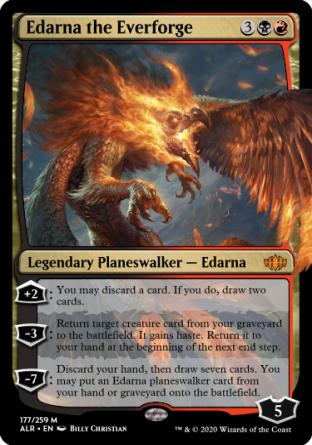 Edarna the Everforge 3
Legendary Planeswalker — Edarna
+2: You may discard a card. If you do, draw two
cards.
-3: Return target creature card from your graveyard
to the battlefield. It gains haste. Return it to
your hand at the beginning of the next end step.
-7: Discard your hand, then draw seven cards. You
may put an Edarna planeswalker card from
your hand or graveyard onto the battlefield.
5
177/259 M
ALR • EN BILLY CHRISTIAN
™ & © 2020 Wizards of the Coast